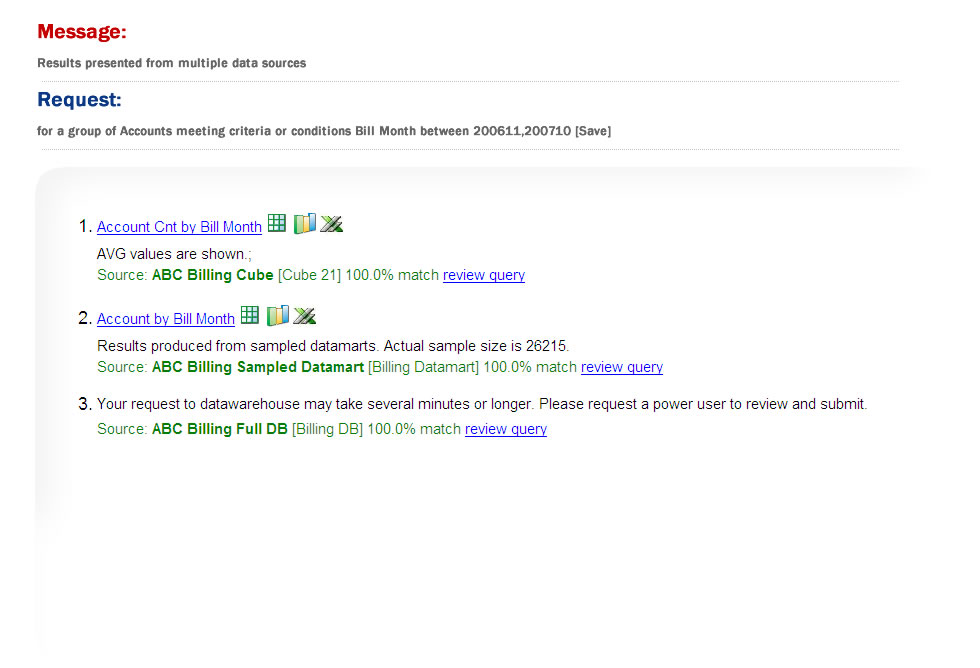 Message:
Results presented from multiple data sources
Request:
for a group of Accounts meeting criteria or conditions Bill Month between 200611,200710 [Save]
1. Account Cnt by Bill Month
AVG values are shown.;
Source: ABC Billing Cube [Cube 21] 100.0% match review query
2. Account by Bill Month
Results produced from sampled datamarts. Actual sample size is 26215.
Source: ABC Billing Sampled Datamart [Billing Datamart] 100.0% match review query
3. Your request to datawarehouse may take several minutes or longer. Please request a power user to review and submit.
Source: ABC Billing Full DB [Billing DB] 100.0% match review query